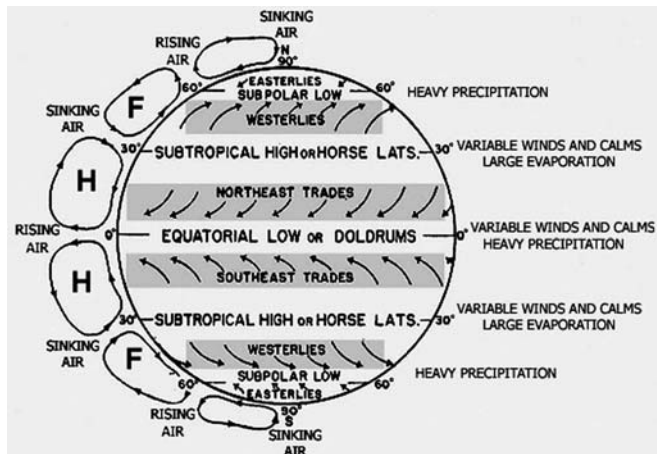 SINKING
AIR
RISING
AIR
N
90°
EASTERLIES
60°
SUBPOLAR LOW
60°
HEAVY PRECIPITATION
F
WESTERLIES
SINKING
AIR
30°
SUBTROPICAL HIGH OR HORSE LATS.
30°
VARIABLE WINDS AND CALMS
LARGE EVAPORATION
H
NORTHEAST TRADES
RISING
AIR
0°
EQUATORIAL LOW OR DOLDRUMS
0°
VARIABLE WINDS AND CALMS
HEAVY PRECIPITATION
H
SOUTHEAST TRADES
30°
SUBTROPICAL HIGH OR HORSE LATS.
30°
VARIABLE WINDS AND CALMS
LARGE EVAPORATION
SINKING
AIR
F
WESTERLIES
60°
SUBPOLAR LOW
60°
HEAVY PRECIPITATION
EASTERLIES
RISING
AIR
90°
S
SINKING
AIR